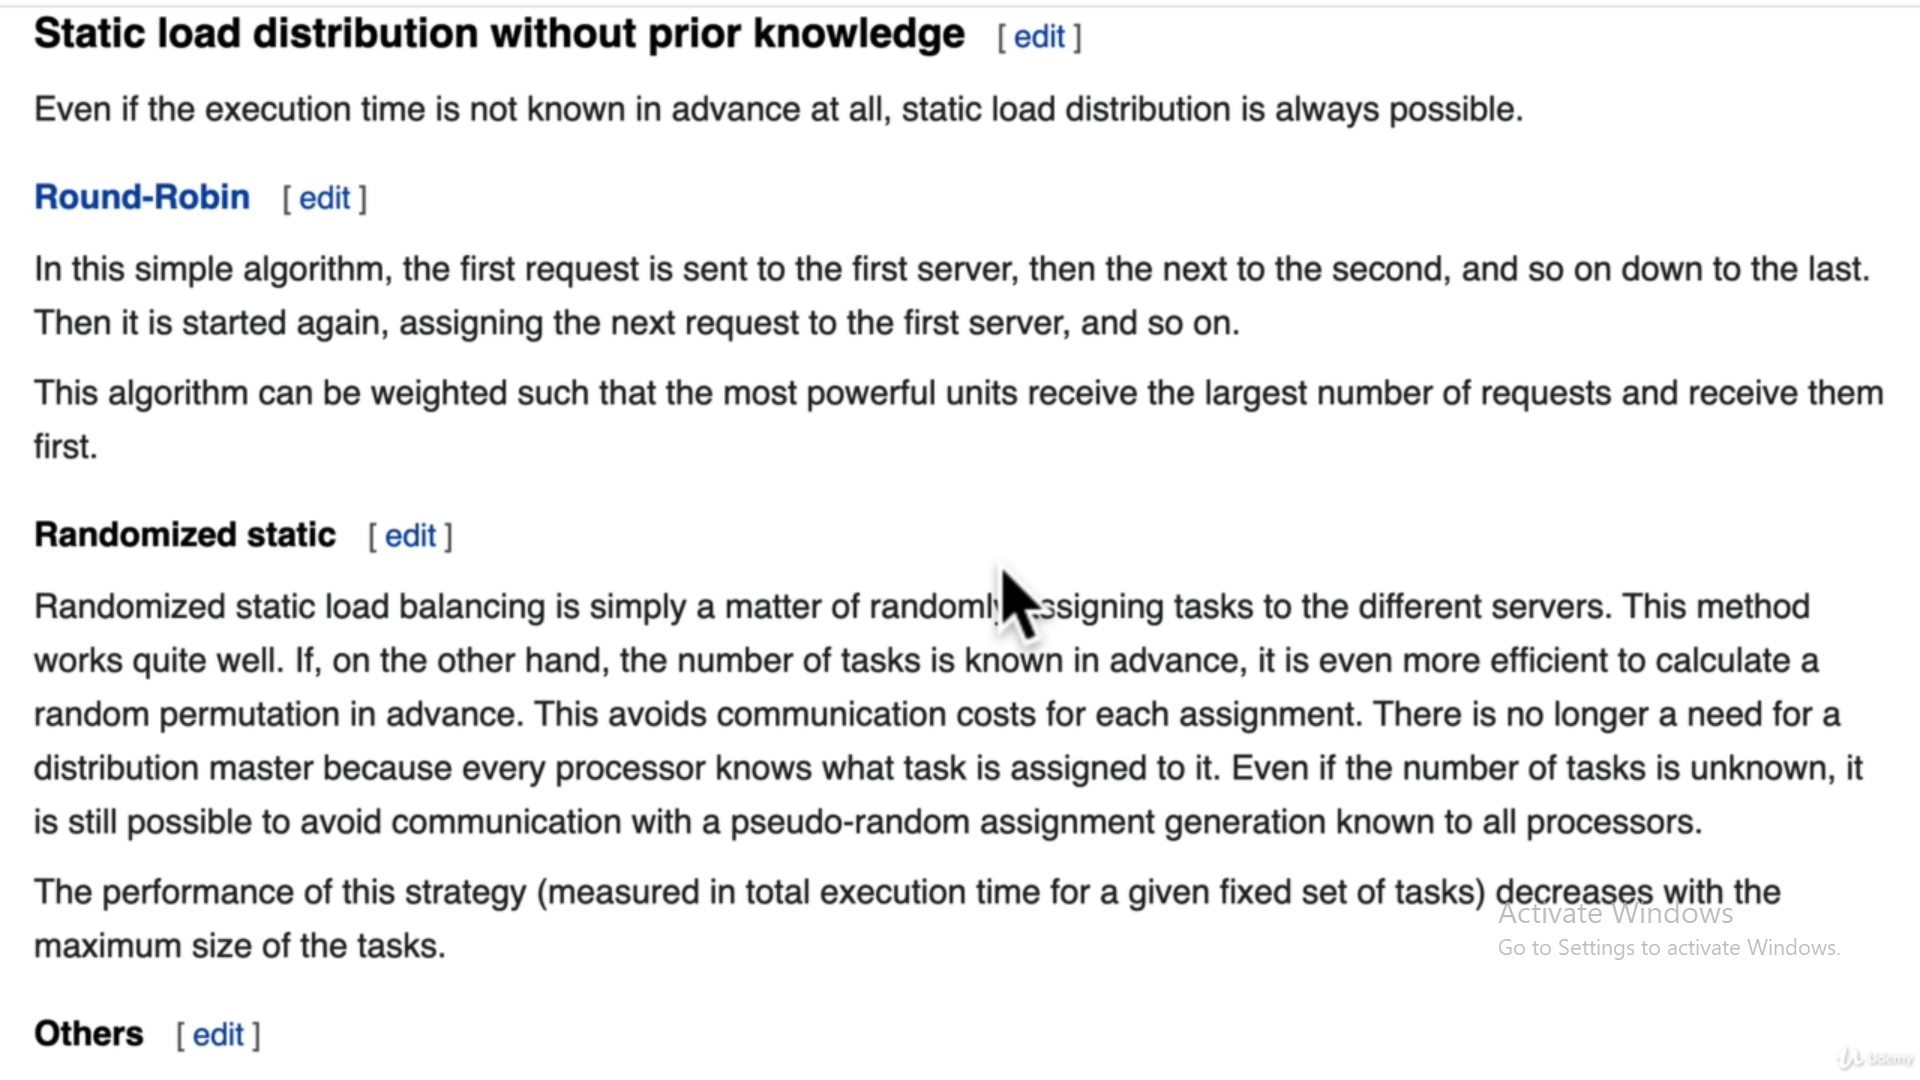 Static load distribution without prior knowledge [ edit ]
Even if the execution time is not known in advance at all, static load distribution is always possible.
Round-Robin [ edit ]
In this simple algorithm, the first request is sent to the first server, then the next to the second, and so on down to the last.
Then it is started again, assigning the next request to the first server, and so on.
This algorithm can be weighted such that the most powerful units receive the largest number of requests and receive them
first.
Randomized static [ edit ]
Randomized static load balancing is simply a matter of randomly assigning tasks to the different servers. This method
works quite well. If, on the other hand, the number of tasks is known in advance, it is even more efficient to calculate a
random permutation in advance. This avoids communication costs for each assignment. There is no longer a need for a
distribution master because every processor knows what task is assigned to it. Even if the number of tasks is unknown, it
is still possible to avoid communication with a pseudo-random assignment generation known to all processors.
The performance of this strategy (measured in total execution time for a given fixed set of tasks) decreases with the
maximum size of the tasks.
Activate Windows
Go to Settings to activate Windows.
Others [ edit ]
Udemy